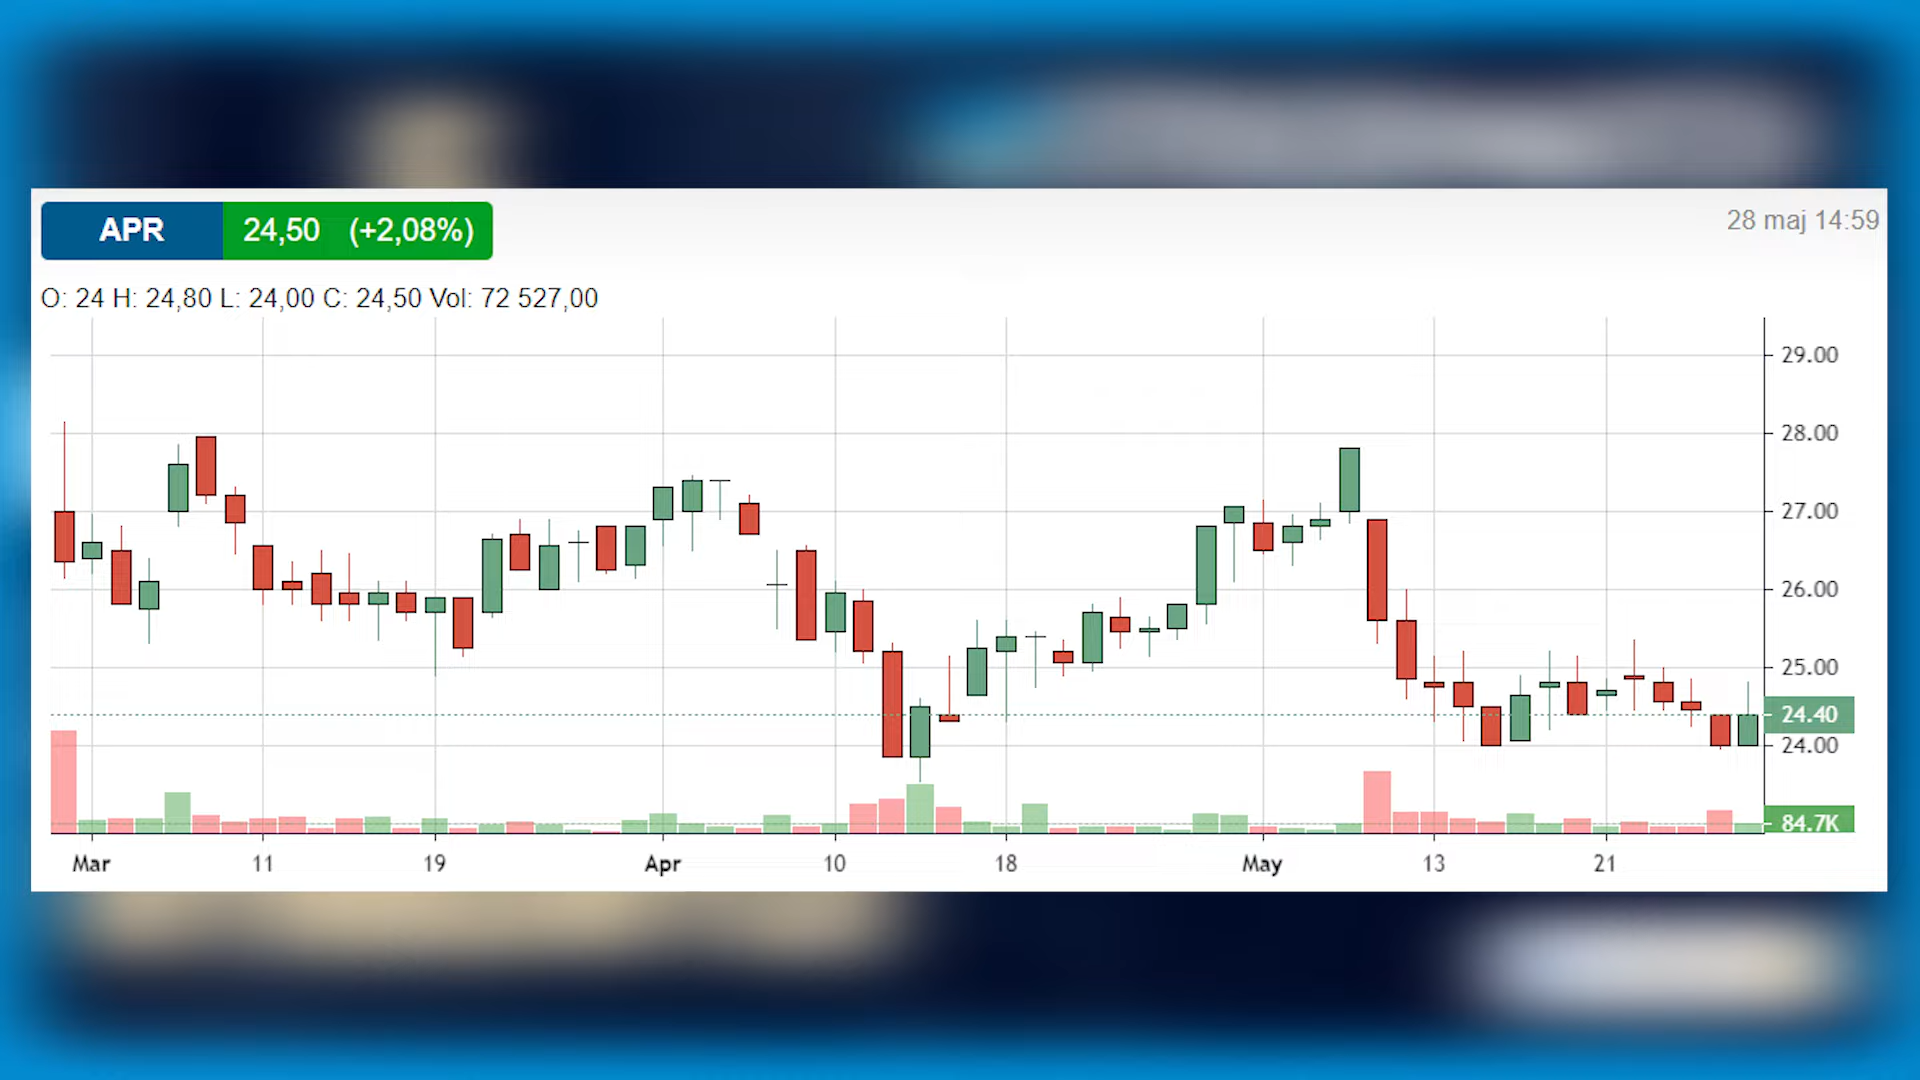 APR 24,50 (+2,08%)
28 maj 14:59
O: 24 H: 24,80 L: 24,00 C: 24,50 Vol: 72 527,00
29.00
28.00
27.00
26.00
25.00
24.40
24.00
84.7K
Mar 11 19 Apr 10 18 May 13 21